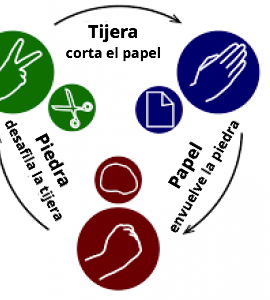 Tijera
corta el papel
Papel
envuelve la piedra
Piedra
desafila la tijera